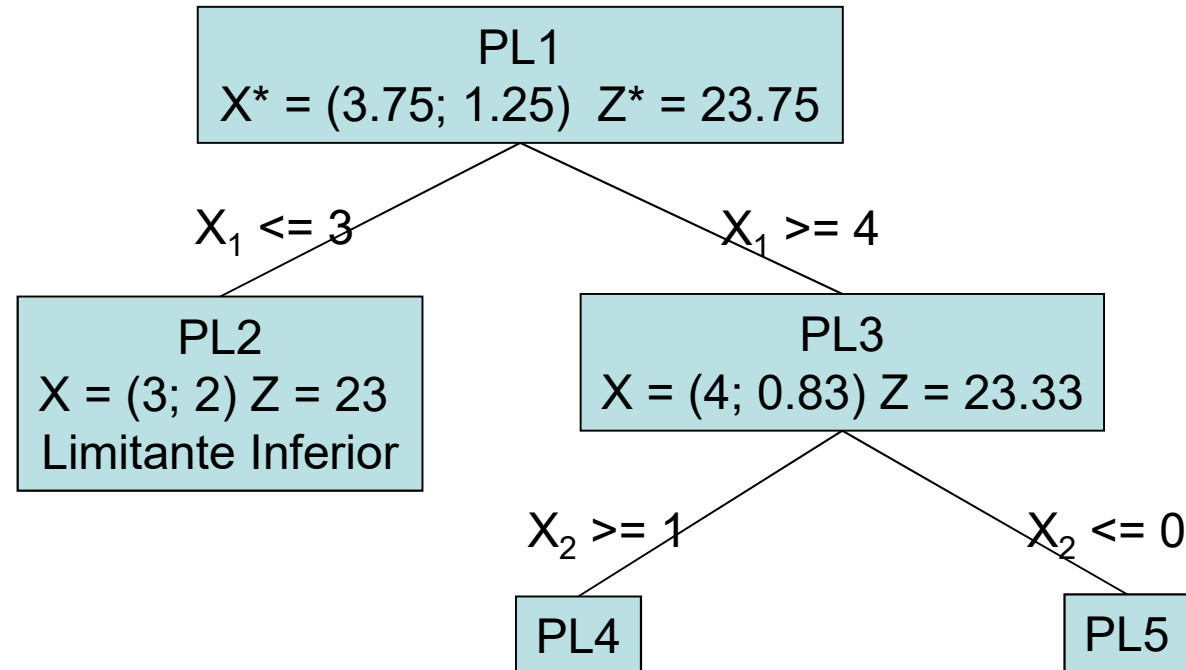 PL1
X* = (3.75; 1.25) Z* = 23.75
X₁ <= 3
X₁ >= 4
PL2
X = (3; 2) Z = 23
Limitante Inferior
PL3
X = (4; 0.83) Z = 23.33
X₂ >= 1
X₂ <= 0
PL4
PL5